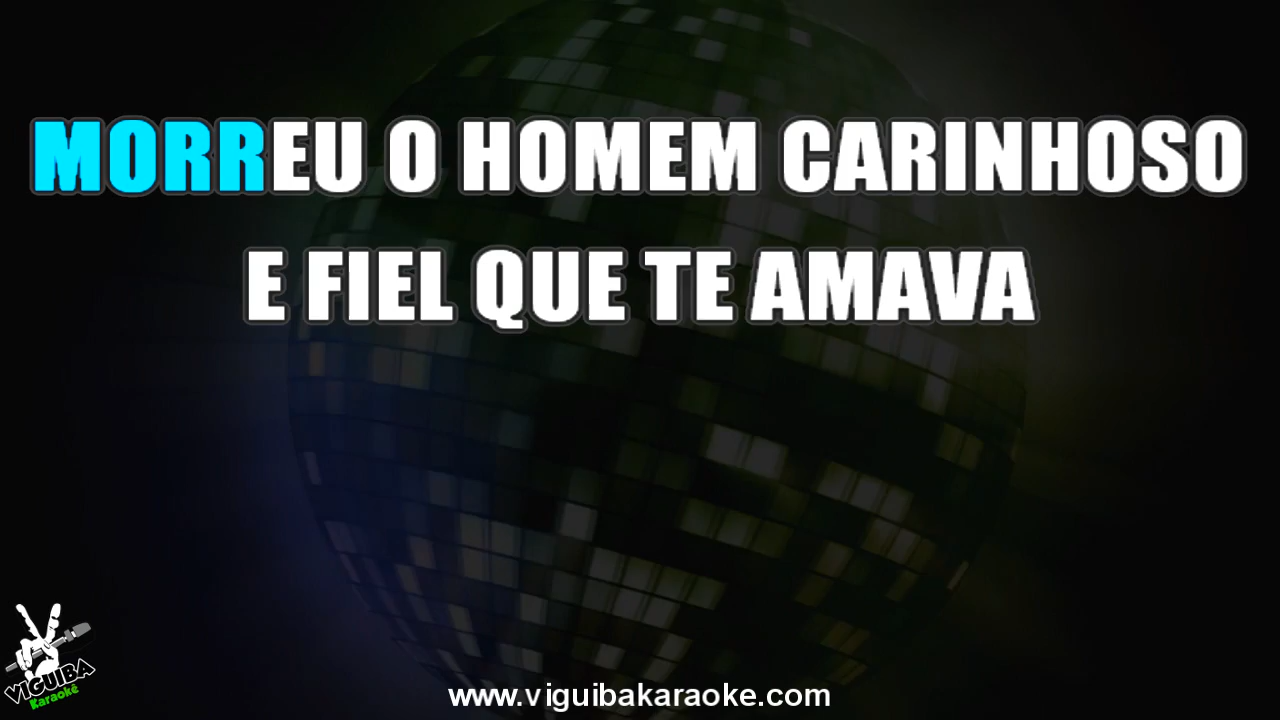 MORREU O HOMEM CARINHOSO
E FIEL QUE TE AMAVA
VIGUIBA
Karaokê
www.viguibakaraoke.com